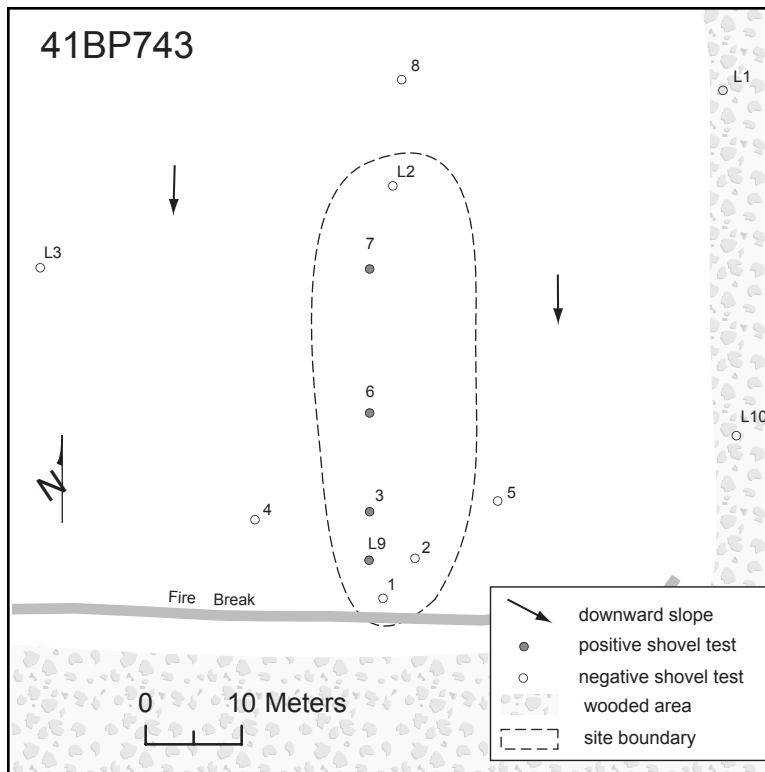 41BP743
8
L1
L2
7
L3
6
L10
N
3
5
4
L9
2
1
Fire Break
downward slope
positive shovel test
negative shovel test
wooded area
site boundary
0 10 Meters